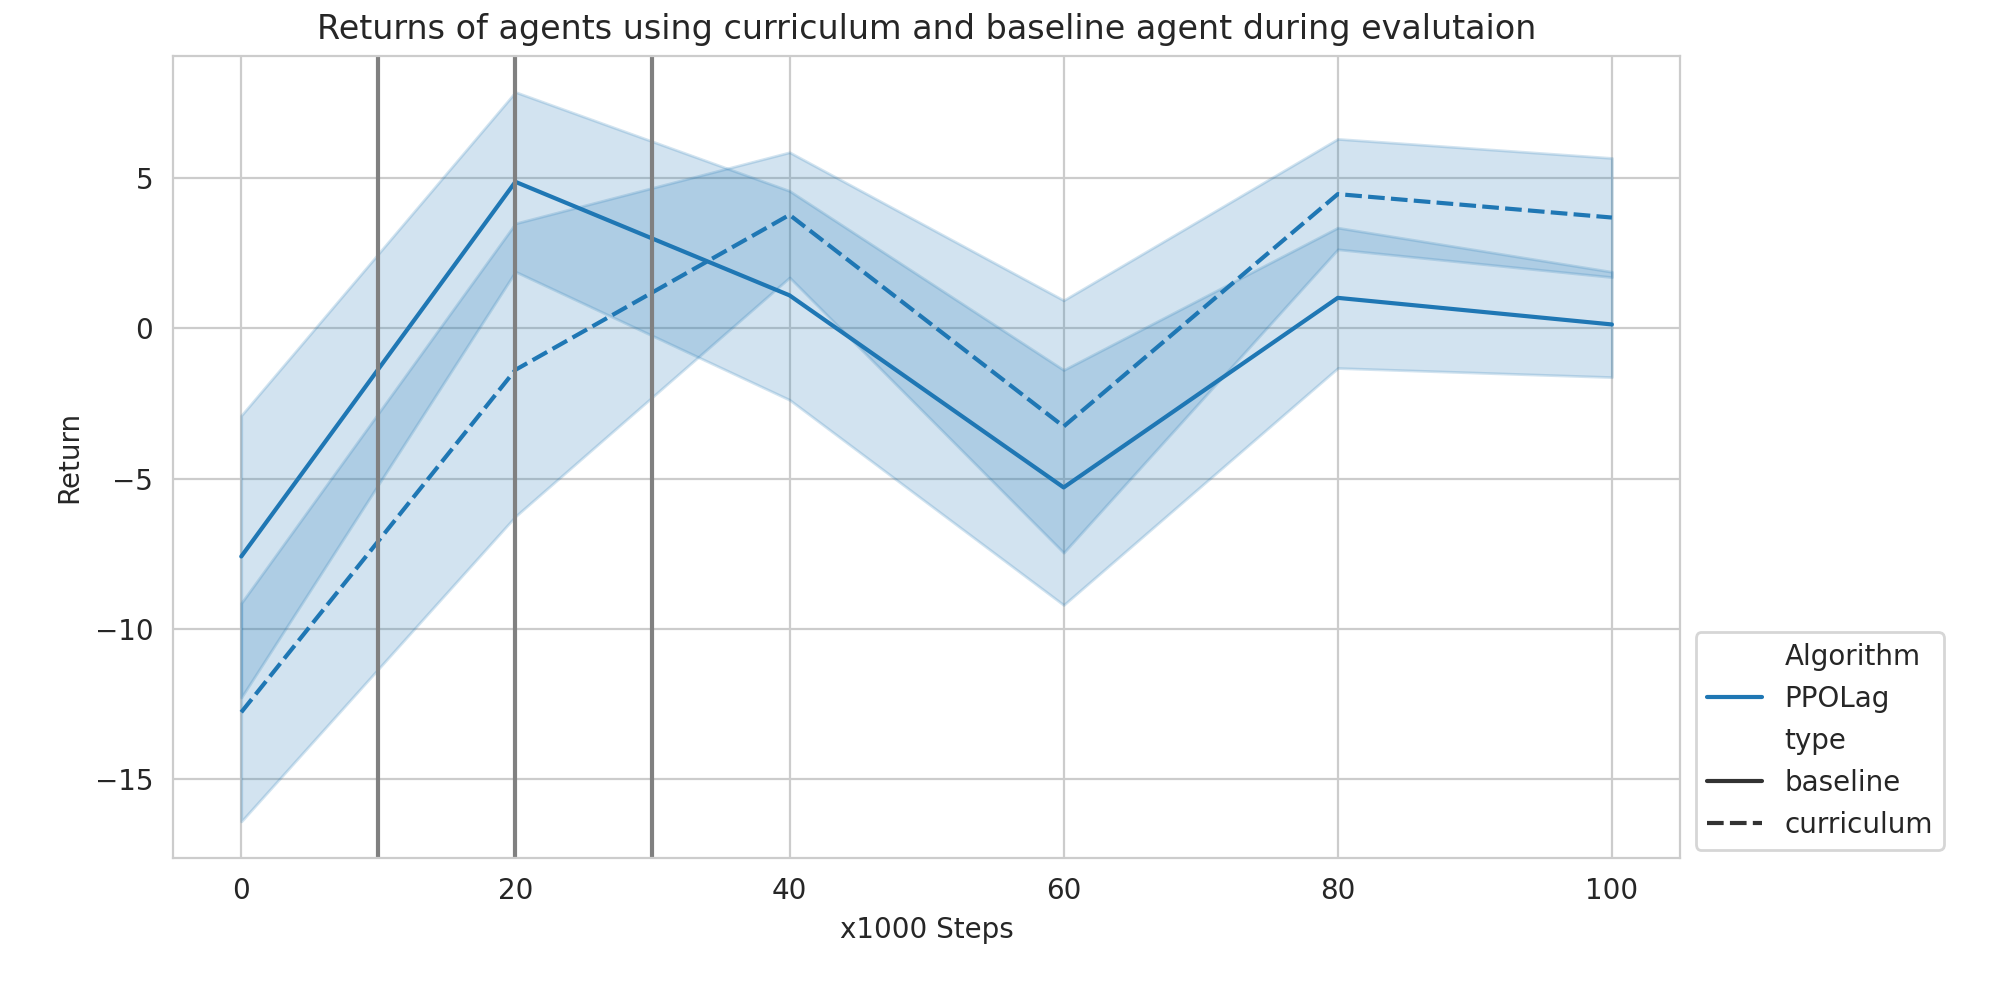 Returns of agents using curriculum and baseline agent during evalutaion
Return
5
0
−5
−10
−15
0 20 40 60 80 100
x1000 Steps
Algorithm
PPOLag
type
baseline
curriculum